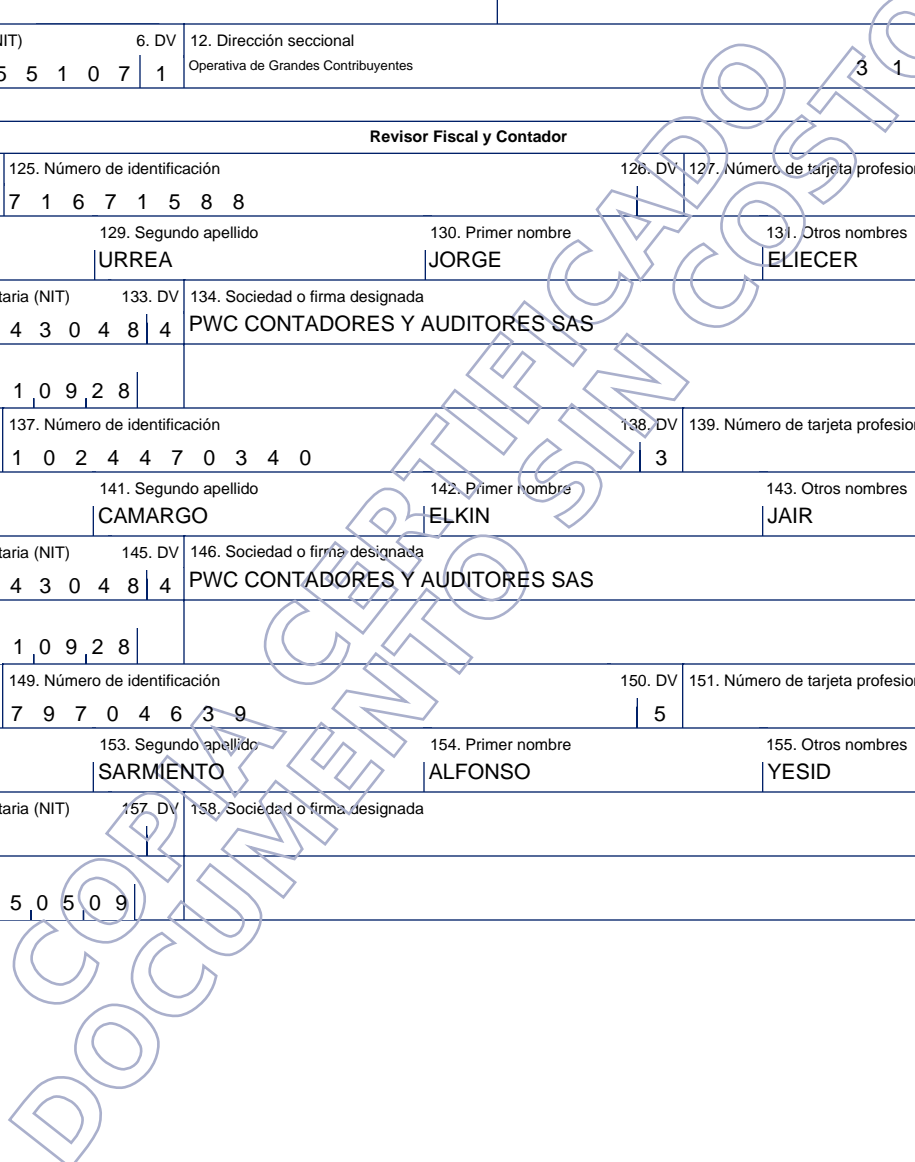 NIT) 6. DV 12. Dirección seccional
5 5 1 0 7 1 Operativa de Grandes Contribuyentes 3 1
Revisor Fiscal y Contador
125. Número de identificación 126. DV 127. Número de tarjeta profesion
7 1 6 7 1 5 8 8
129. Segundo apellido 130. Primer nombre 131. Otros nombres
URREA JORGE ELIECER
taria (NIT) 133. DV 134. Sociedad o firma designada
4 3 0 4 8 4 PWC CONTADORES Y AUDITORES SAS
1 0 9 2 8
137. Número de identificación 138. DV 139. Número de tarjeta profesion
1 0 2 4 4 7 0 3 4 0 3
141. Segundo apellido 142. Primer nombre 143. Otros nombres
CAMARGO ELKIN JAIR
taria (NIT) 145. DV 146. Sociedad o firma designada
4 3 0 4 8 4 PWC CONTADORES Y AUDITORES SAS
1 0 9 2 8
149. Número de identificación 150. DV 151. Número de tarjeta profesion
7 9 7 0 4 6 3 9 5
153. Segundo apellido 154. Primer nombre 155. Otros nombres
SARMIENTO ALFONSO YESID
taria (NIT) 157. DV 158. Sociedad o firma designada
5 0 5 0 9
COPIA CERTIFICADO
DOCUMENTO SIN COSTO